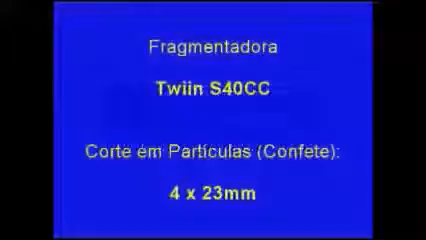 Fragmentadora
Twiin S40CC
Corte em Partículas (Confete):
4 x 23mm